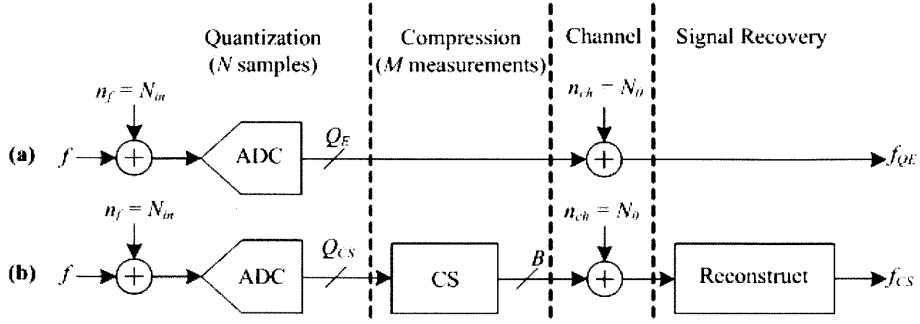 Quantization
(N samples)
Compression
(M measurements)
Channel
Signal Recovery
n_f = N_in
n_ch = N_0
(a)
f
+
ADC
Q_E
+
f_QE
n_f = N_in
n_ch = N_0
(b)
f
+
ADC
Q_CS
CS
B
+
Reconstruct
f_CS